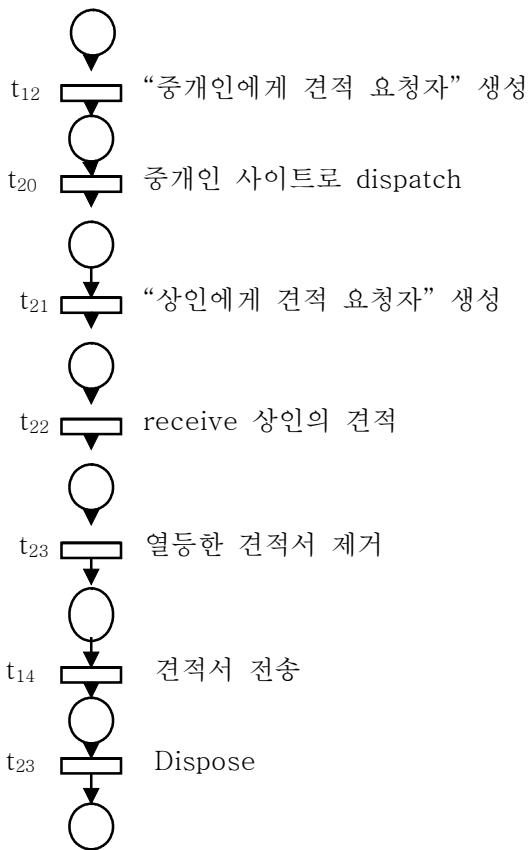 t12 “중개인에게 견적 요청자” 생성
t20 중개인 사이트로 dispatch
t21 “상인에게 견적 요청자” 생성
t22 receive 상인의 견적
t23 열등한 견적서 제거
t14 견적서 전송
t23 Dispose